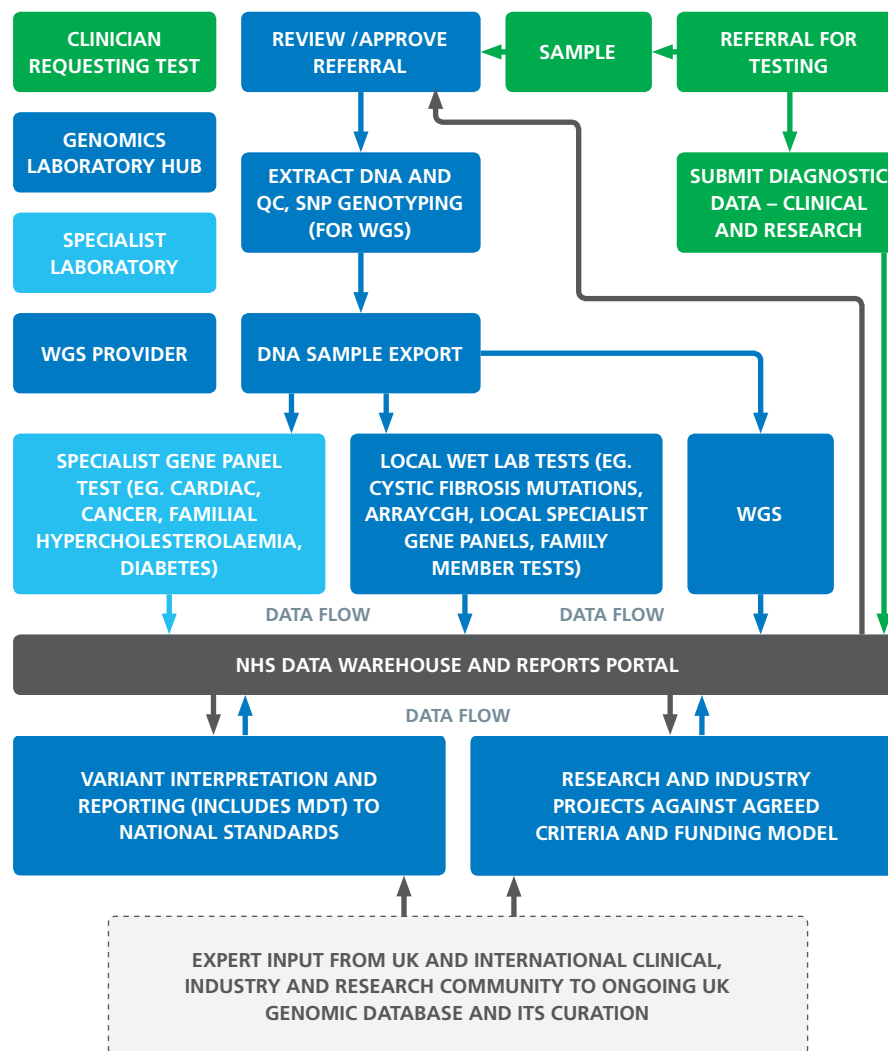 CLINICIAN
REQUESTING TEST
REVIEW /APPROVE
REFERRAL
SAMPLE
REFERRAL FOR
TESTING
GENOMICS
LABORATORY HUB
EXTRACT DNA AND
QC, SNP GENOTYPING
(FOR WGS)
SUBMIT DIAGNOSTIC
DATA – CLINICAL
AND RESEARCH
SPECIALIST
LABORATORY
WGS PROVIDER
DNA SAMPLE EXPORT
SPECIALIST GENE PANEL
TEST (EG. CARDIAC,
CANCER, FAMILIAL
HYPERCHOLESTEROLAEMIA,
DIABETES)
LOCAL WET LAB TESTS (EG.
CYSTIC FIBROSIS MUTATIONS,
ARRAYCGH, LOCAL SPECIALIST
GENE PANELS, FAMILY
MEMBER TESTS)
WGS
DATA FLOW
DATA FLOW
NHS DATA WAREHOUSE AND REPORTS PORTAL
DATA FLOW
VARIANT INTERPRETATION AND
REPORTING (INCLUDES MDT) TO
NATIONAL STANDARDS
RESEARCH AND INDUSTRY
PROJECTS AGAINST AGREED
CRITERIA AND FUNDING MODEL
EXPERT INPUT FROM UK AND INTERNATIONAL CLINICAL,
INDUSTRY AND RESEARCH COMMUNITY TO ONGOING UK
GENOMIC DATABASE AND ITS CURATION